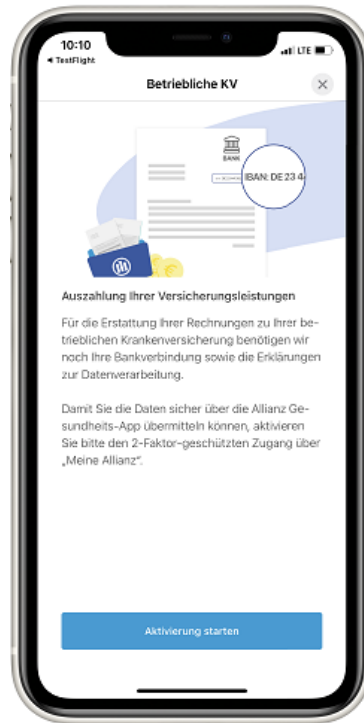 10:10
LTE
◀ TestFlight
Betriebliche KV
BANK
IBAN: DE 23 4
Auszahlung Ihrer Versicherungsleistungen
Für die Erstattung Ihrer Rechnungen zu Ihrer be-
trieblichen Krankenversicherung benötigen wir
noch Ihre Bankverbindung sowie die Erklärungen
zur Datenverarbeitung.
Damit Sie die Daten sicher über die Allianz Ge-
sundheits-App übermitteln können, aktivieren
Sie bitte den 2-Faktor-geschützten Zugang über
„Meine Allianz“.
Aktivierung starten